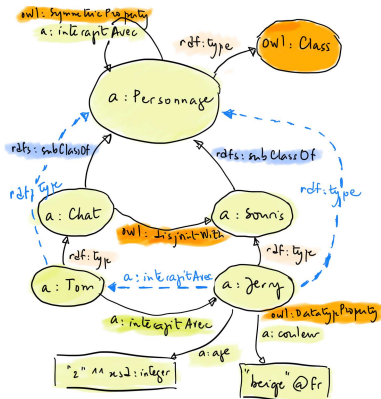 owl: SymmetricProperty
a: interagitAvec
rdf:type
owl: Class
a: Personnage
rdfs: subClassOf
rdfs: subClassOf
rdf: type
rdf:type
a: Chat
a: Souris
owl: disjointWith
rdf:type
rdf: type
a: Tom
a: interagitAvec
a: Jerry
a: interagitAvec
owl: DatatypeProperty
a: couleur
a: age
"2" ^^ xsd: integer
"beige" @ fr